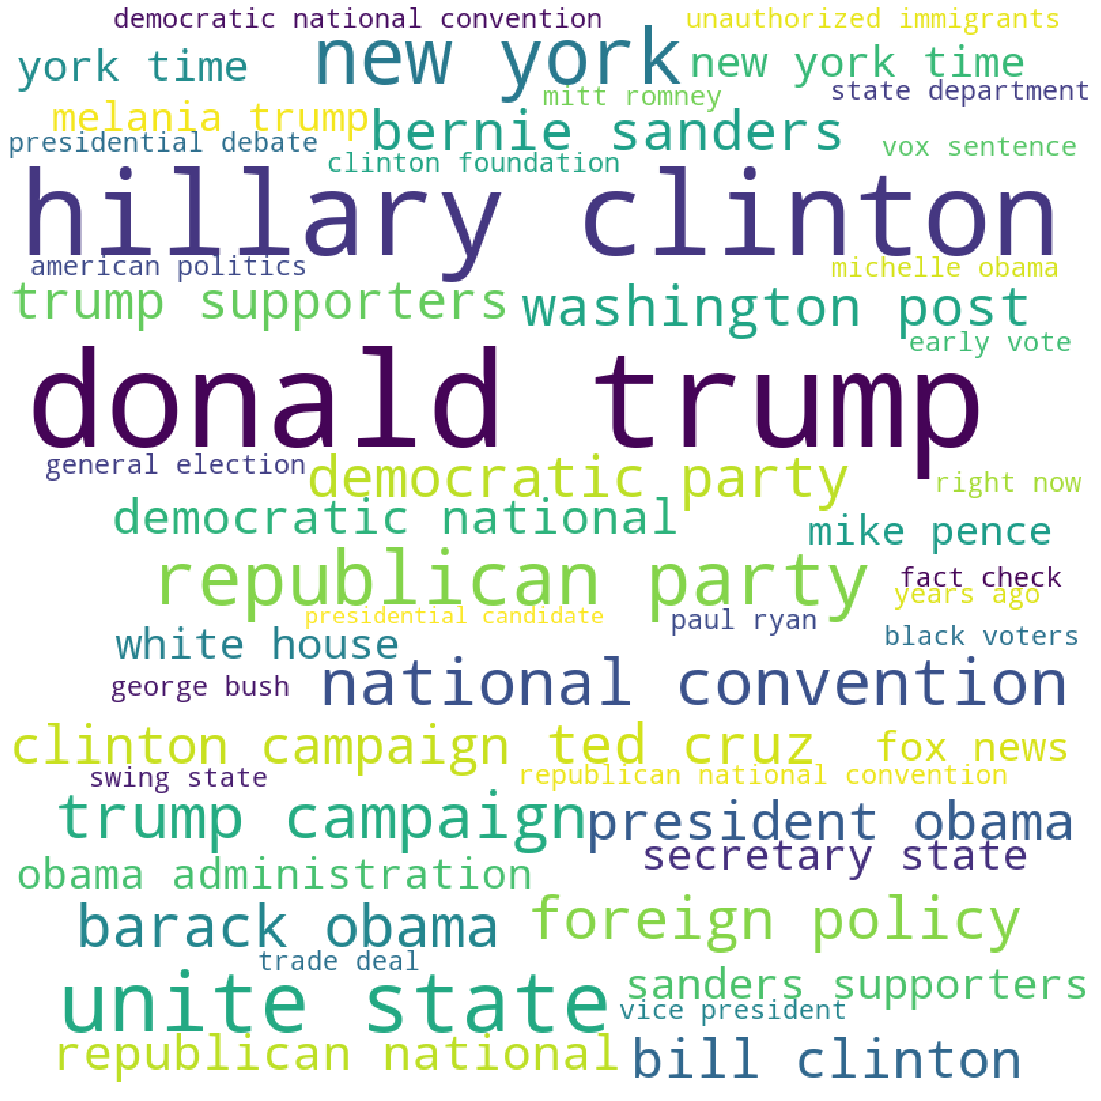 democratic national convention
unauthorized immigrants
york time
new york
new york time
mitt romney
state department
melania trump
bernie sanders
presidential debate
clinton foundation
vox sentence
hillary clinton
american politics
michelle obama
trump supporters
washington post
early vote
donald trump
general election
democratic party
right now
democratic national
mike pence
republican party
fact check
years ago
presidential candidate
paul ryan
white house
black voters
george bush
national convention
clinton campaign
ted cruz
fox news
swing state
republican national convention
trump campaign
president obama
secretary state
obama administration
barack obama
foreign policy
trade deal
unite state
sanders supporters
vice president
republican national
bill clinton